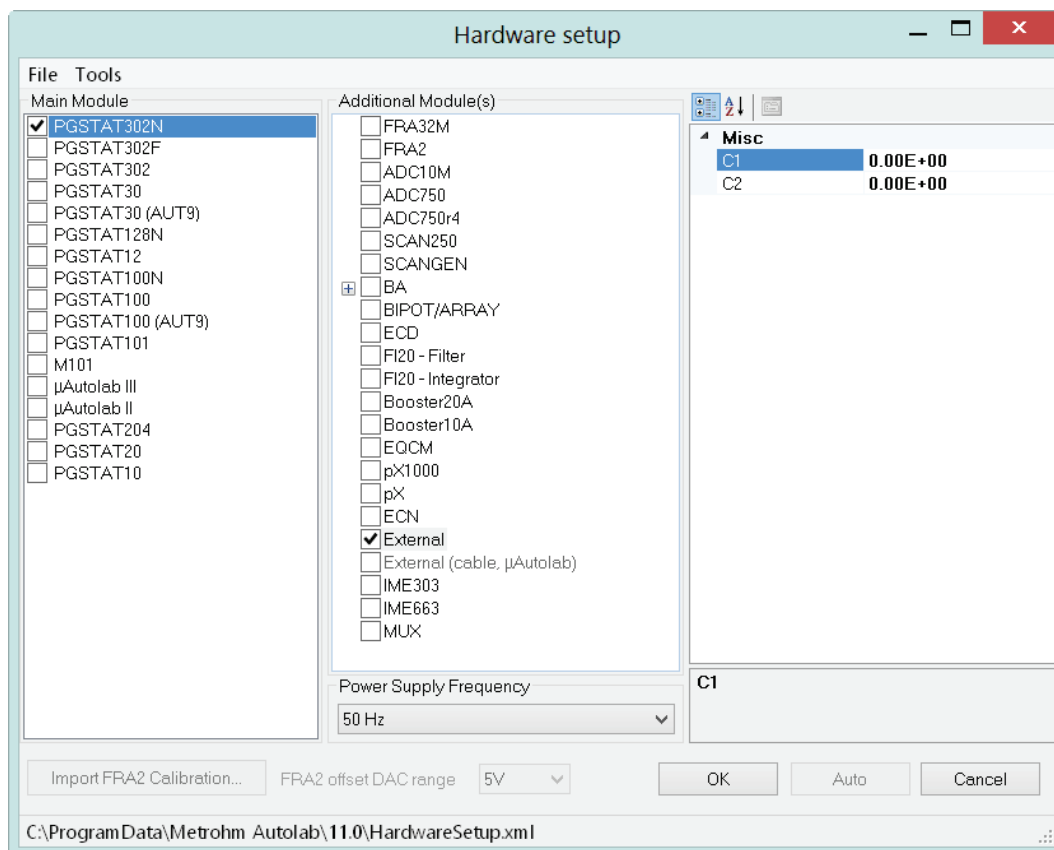 Hardware setup
File Tools
Main Module
PGSTAT302N
PGSTAT302F
PGSTAT302
PGSTAT30
PGSTAT30 (AUT9)
PGSTAT128N
PGSTAT12
PGSTAT100N
PGSTAT100
PGSTAT100 (AUT9)
PGSTAT101
M101
µAutolab III
µAutolab II
PGSTAT204
PGSTAT20
PGSTAT10
Additional Module(s)
FRA32M
FRA2
ADC10M
ADC750
ADC750r4
SCAN250
SCANGEN
BA
BIPOT/ARRAY
ECD
FI20 - Filter
FI20 - Integrator
Booster20A
Booster10A
EQCM
pX1000
pX
ECN
External
External (cable, µAutolab)
IME303
IME663
MUX
Power Supply Frequency
50 Hz
Misc
C1 0.00E+00
C2 0.00E+00
C1
Import FRA2 Calibration... FRA2 offset DAC range 5V OK Auto Cancel
C:\ProgramData\Metrohm Autolab\11.0\HardwareSetup.xml